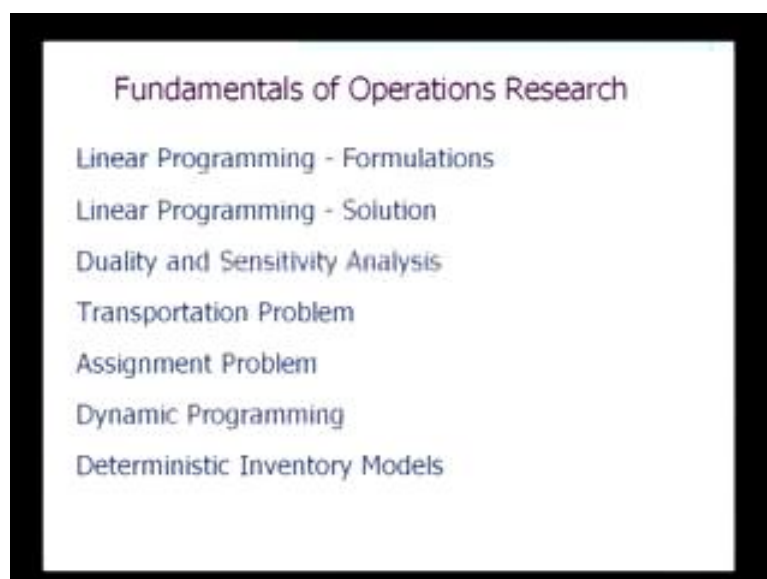 Fundamentals of Operations Research
Linear Programming - Formulations
Linear Programming - Solution
Duality and Sensitivity Analysis
Transportation Problem
Assignment Problem
Dynamic Programming
Deterministic Inventory Models